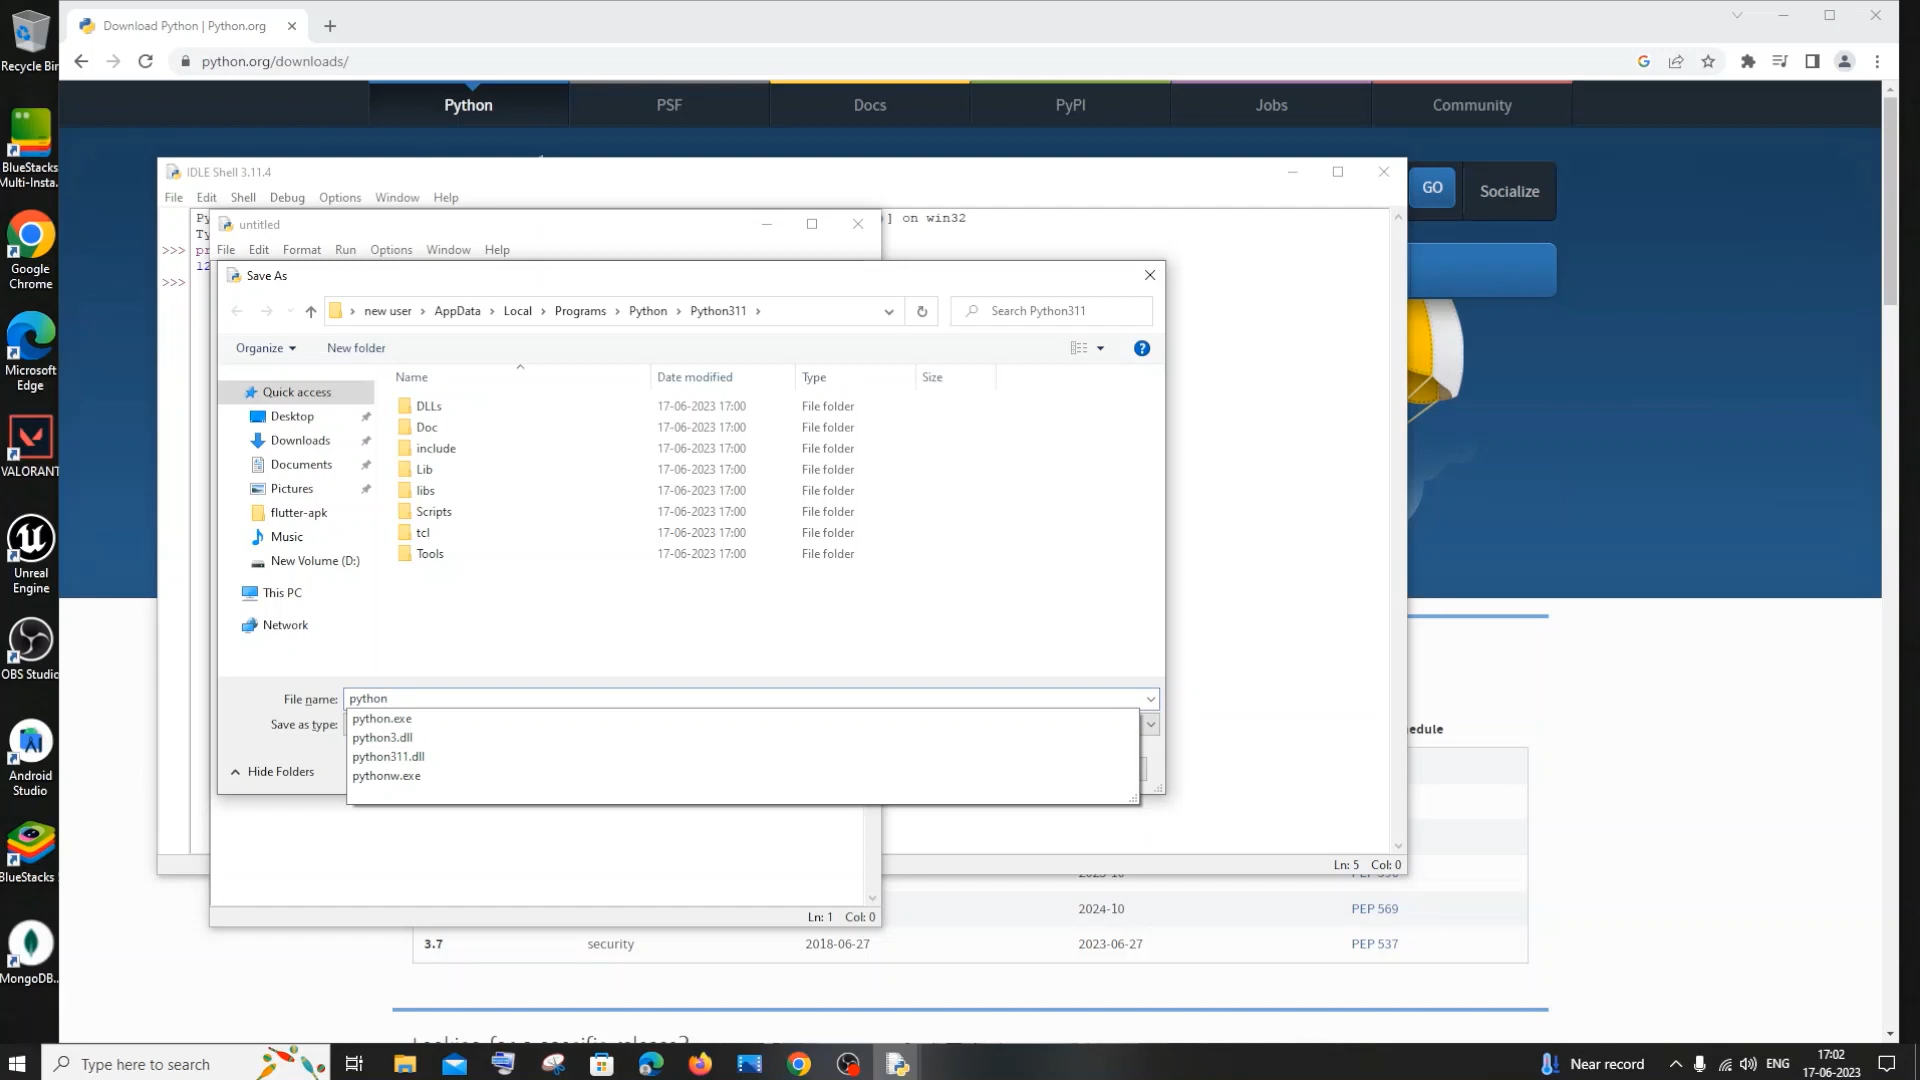 Recycle Bin
BlueStacks
Multi-Insta...
Google
Chrome
Microsoft
Edge
VALORANT
Unreal
Engine
OBS Studio
Android
Studio
BlueStacks
MongoDB...
Download Python | Python.org
python.org/downloads/
Python
PSF
Docs
PyPI
Jobs
Community
GO
Socialize
IDLE Shell 3.11.4
File Edit Shell Debug Options Window Help
] on win32
>>>
>>>
untitled
File Edit Format Run Options Window Help
Save As
new user > AppData > Local > Programs > Python > Python311 >
Search Python311
Organize
New folder
Name Date modified Type Size
Quick access
Desktop
Downloads
Documents
Pictures
flutter-apk
Music
New Volume (D:)
This PC
Network
DLLs 17-06-2023 17:00 File folder
Doc 17-06-2023 17:00 File folder
include 17-06-2023 17:00 File folder
Lib 17-06-2023 17:00 File folder
libs 17-06-2023 17:00 File folder
Scripts 17-06-2023 17:00 File folder
tcl 17-06-2023 17:00 File folder
Tools 17-06-2023 17:00 File folder
File name: python
Save as type:
python.exe
python3.dll
python311.dll
pythonw.exe
Hide Folders
edule
Ln: 5 Col: 0
Ln: 1 Col: 0
2024-10 PEP 569
3.7 security 2018-06-27 2023-06-27 PEP 537
Looking for a specific release?
Type here to search
Near record
ENG
17:02
17-06-2023